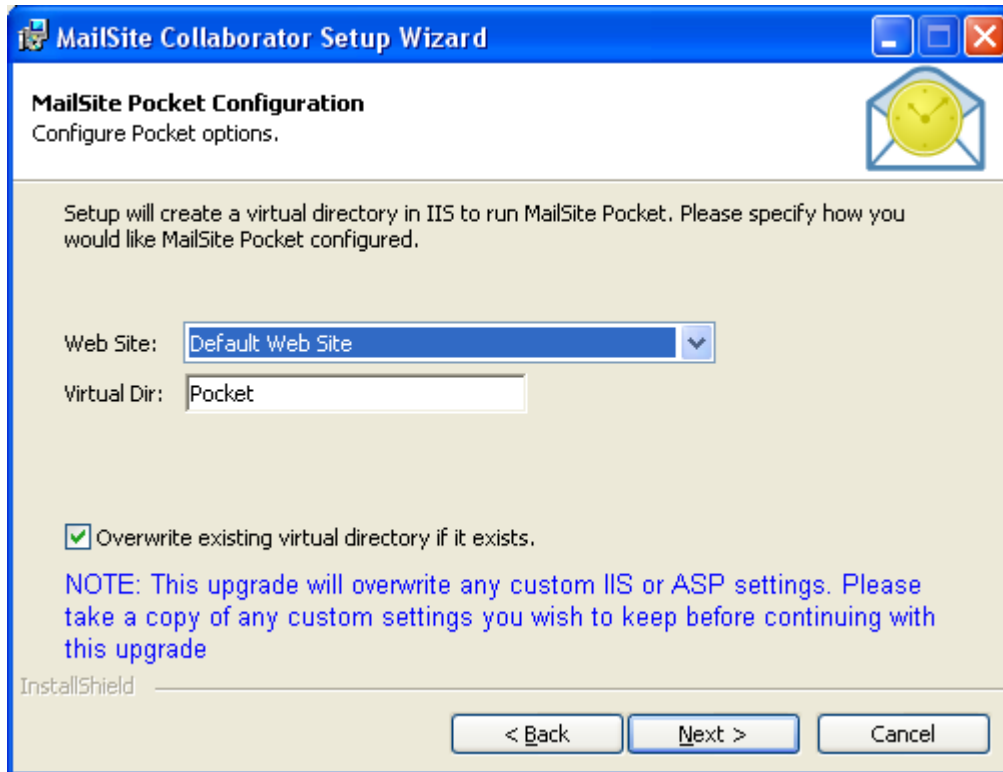 MailSite Collaborator Setup Wizard
MailSite Pocket Configuration
Configure Pocket options.
Setup will create a virtual directory in IIS to run MailSite Pocket. Please specify how you
would like MailSite Pocket configured.
Web Site: Default Web Site
Virtual Dir: Pocket
Overwrite existing virtual directory if it exists.
NOTE: This upgrade will overwrite any custom IIS or ASP settings. Please
take a copy of any custom settings you wish to keep before continuing with
this upgrade
InstallShield
< Back Next > Cancel